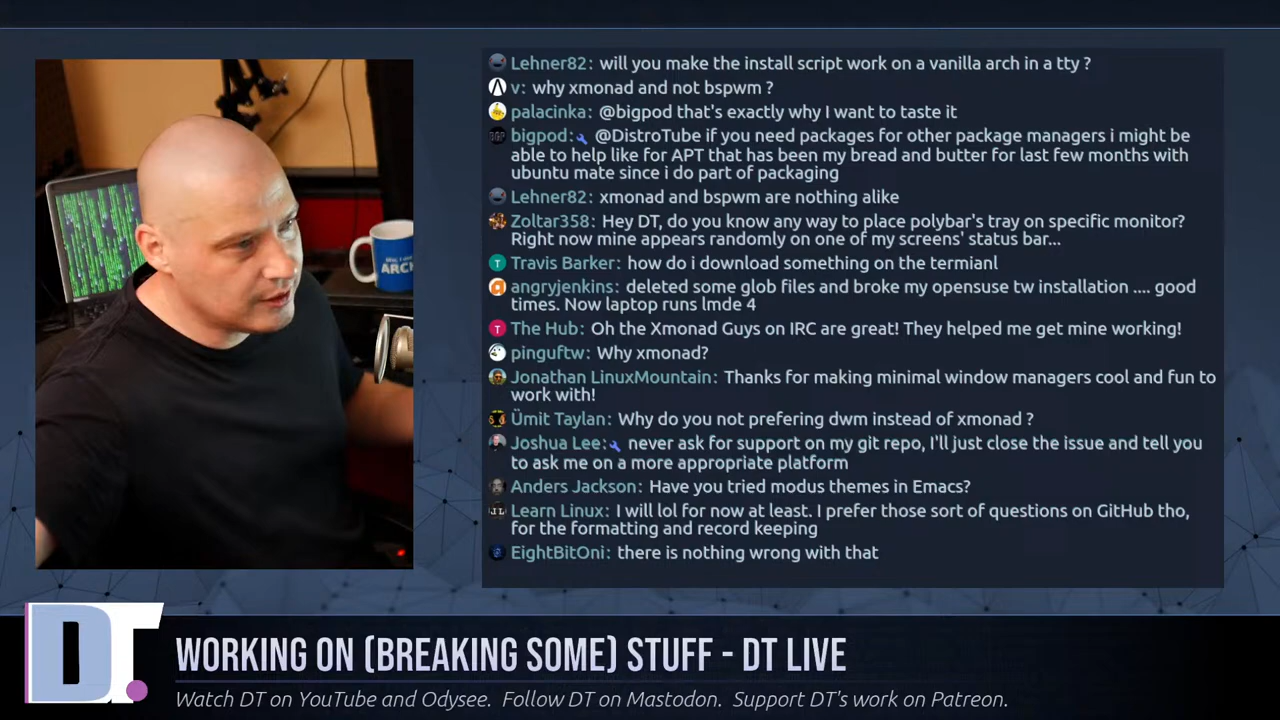 Lehner82: will you make the install script work on a vanilla arch in a tty ?
v: why xmonad and not bspwm ?
palacinka: @bigpod that's exactly why I want to taste it
bigpod: @DistroTube if you need packages for other package managers i might be
able to help like for APT that has been my bread and butter for last few months with
ubuntu mate since i do part of packaging
Lehner82: xmonad and bspwm are nothing alike
Zoltar358: Hey DT, do you know any way to place polybar's tray on specific monitor?
Right now mine appears randomly on one of my screens' status bar...
T Travis Barker: how do i download something on the termianl
angryjenkins: deleted some glob files and broke my opensuse tw installation .... good
times. Now laptop runs lmde 4
T The Hub: Oh the Xmonad Guys on IRC are great! They helped me get mine working!
pinguftw: Why xmonad?
Jonathan LinuxMountain: Thanks for making minimal window managers cool and fun to
work with!
Ümit Taylan: Why do you not prefering dwm instead of xmonad ?
Joshua Lee: never ask for support on my git repo, I'll just close the issue and tell you
to ask me on a more appropriate platform
Anders Jackson: Have you tried modus themes in Emacs?
Learn Linux: I will lol for now at least. I prefer those sort of questions on GitHub tho,
for the formatting and record keeping
EightBitOni: there is nothing wrong with that
ARCH
DT.
WORKING ON (BREAKING SOME) STUFF - DT LIVE
Watch DT on YouTube and Odysee. Follow DT on Mastodon. Support DT's work on Patreon.